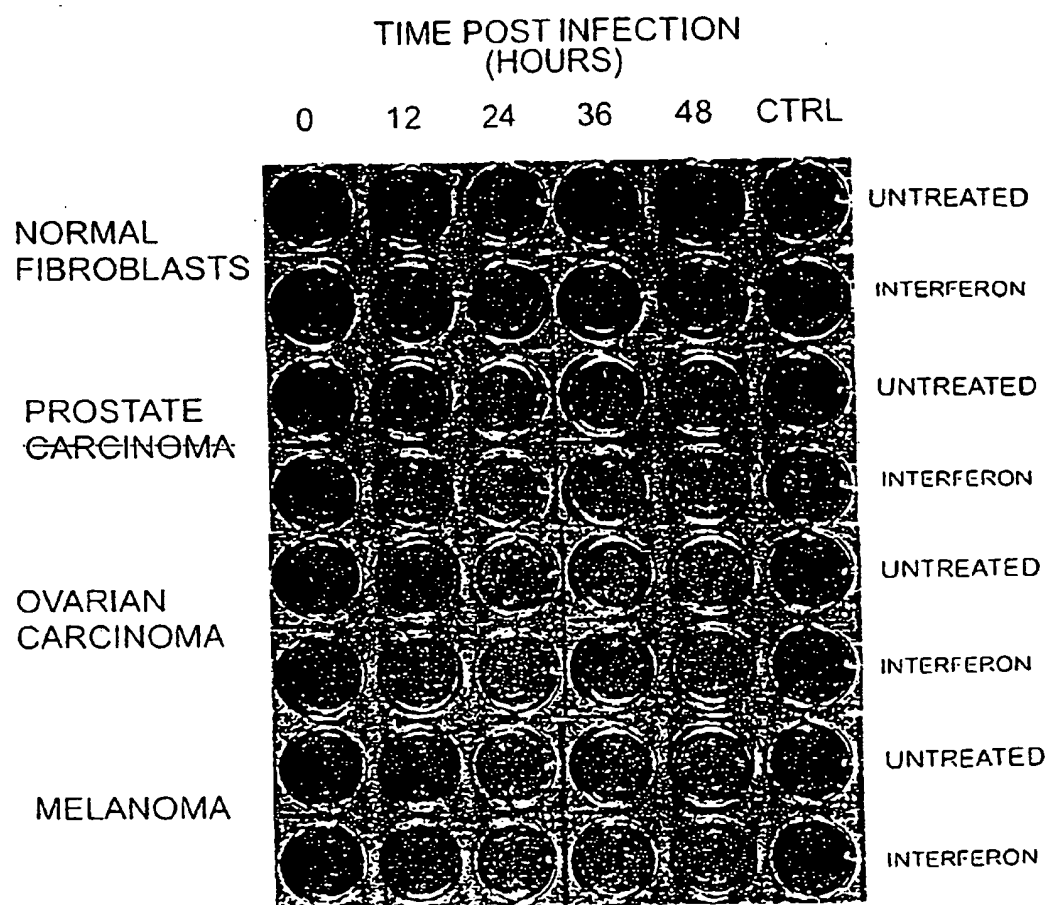 TIME POST INFECTION
(HOURS)
0 12 24 36 48 CTRL
UNTREATED
NORMAL
FIBROBLASTS
INTERFERON
UNTREATED
PROSTATE
CARCINOMA
INTERFERON
UNTREATED
OVARIAN
CARCINOMA
INTERFERON
UNTREATED
MELANOMA
INTERFERON